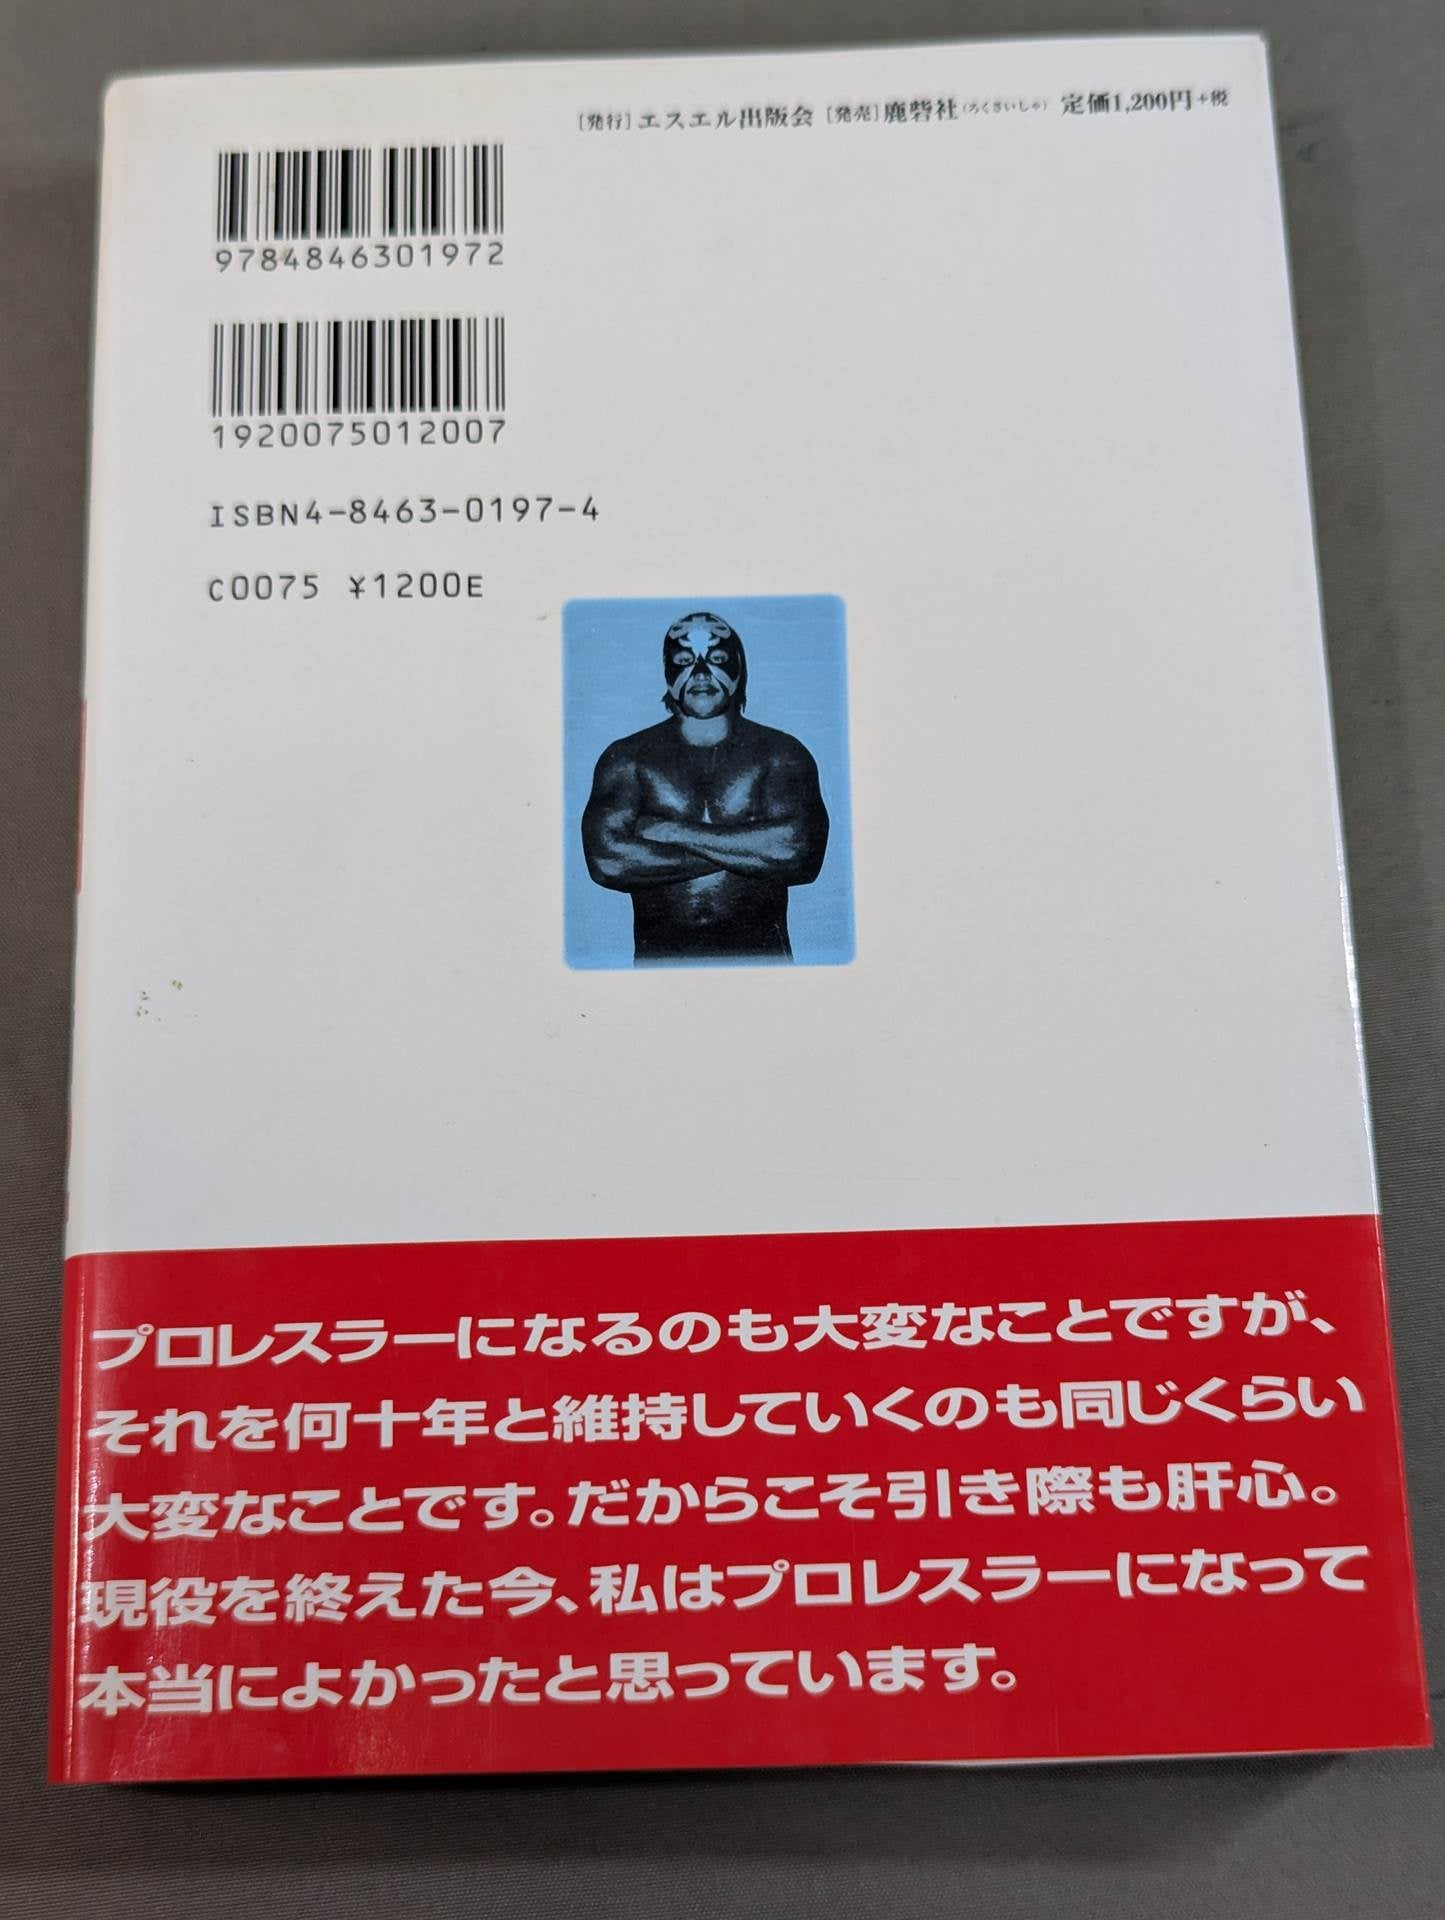 [発行]エスエル出版会 [発売]鹿砦社(ろくさいしゃ) 定価1,200円+税
9784846301972
1920075012007
ISBN4-8463-0197-4
C0075 ¥1200E
プロレスラーになるのも大変なことですが、
それを何十年と維持していくのも同じくらい
大変なことです。だからこそ引き際も肝心。
現役を終えた今、私はプロレスラーになって
本当によかったと思っています。